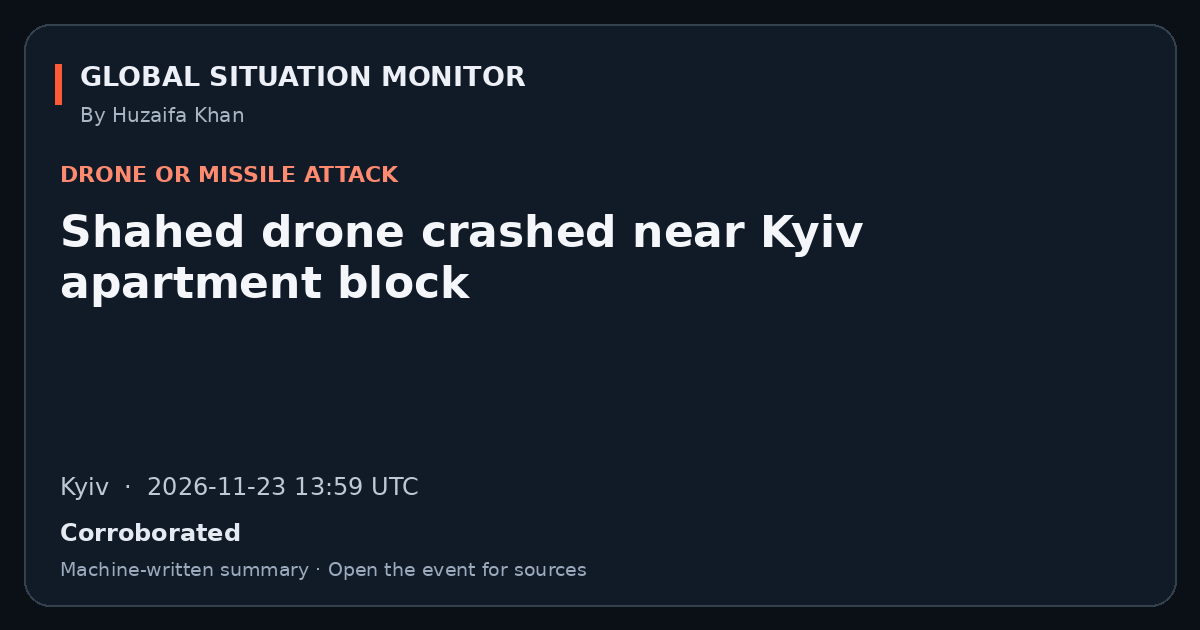 GLOBAL SITUATION MONITOR
By Huzaifa Khan
DRONE OR MISSILE ATTACK
Shahed drone crashed near Kyiv
apartment block
Kyiv · 2026-11-23 13:59 UTC
Corroborated
Machine-written summary · Open the event for sources